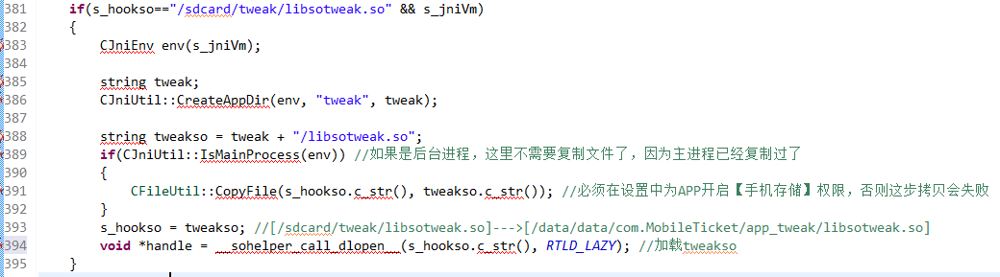 381 if(s_hookso=="/sdcard/tweak/libsotweak.so" && s_jniVm)
382 {
383 CJniEnv env(s_jniVm);
384
385 string tweak;
386 CJniUtil::CreateAppDir(env, "tweak", tweak);
387
388 string tweakso = tweak + "/libsotweak.so";
389 if(CJniUtil::IsMainProcess(env)) //如果是后台进程，这里不需要复制文件了，因为主进程已经复制过了
390 {
391 CFileUtil::CopyFile(s_hookso.c_str(), tweakso.c_str()); //必须在设置中为APP开启【手机存储】权限，否则这步拷贝会失败
392 }
393 s_hookso = tweakso; //[/sdcard/tweak/libsotweak.so]--->[/data/data/com.MobileTicket/app_tweak/libsotweak.so]
394 void *handle = __sohelper_call_dlopen__(s_hookso.c_str(), RTLD_LAZY); //加载tweakso
395 }